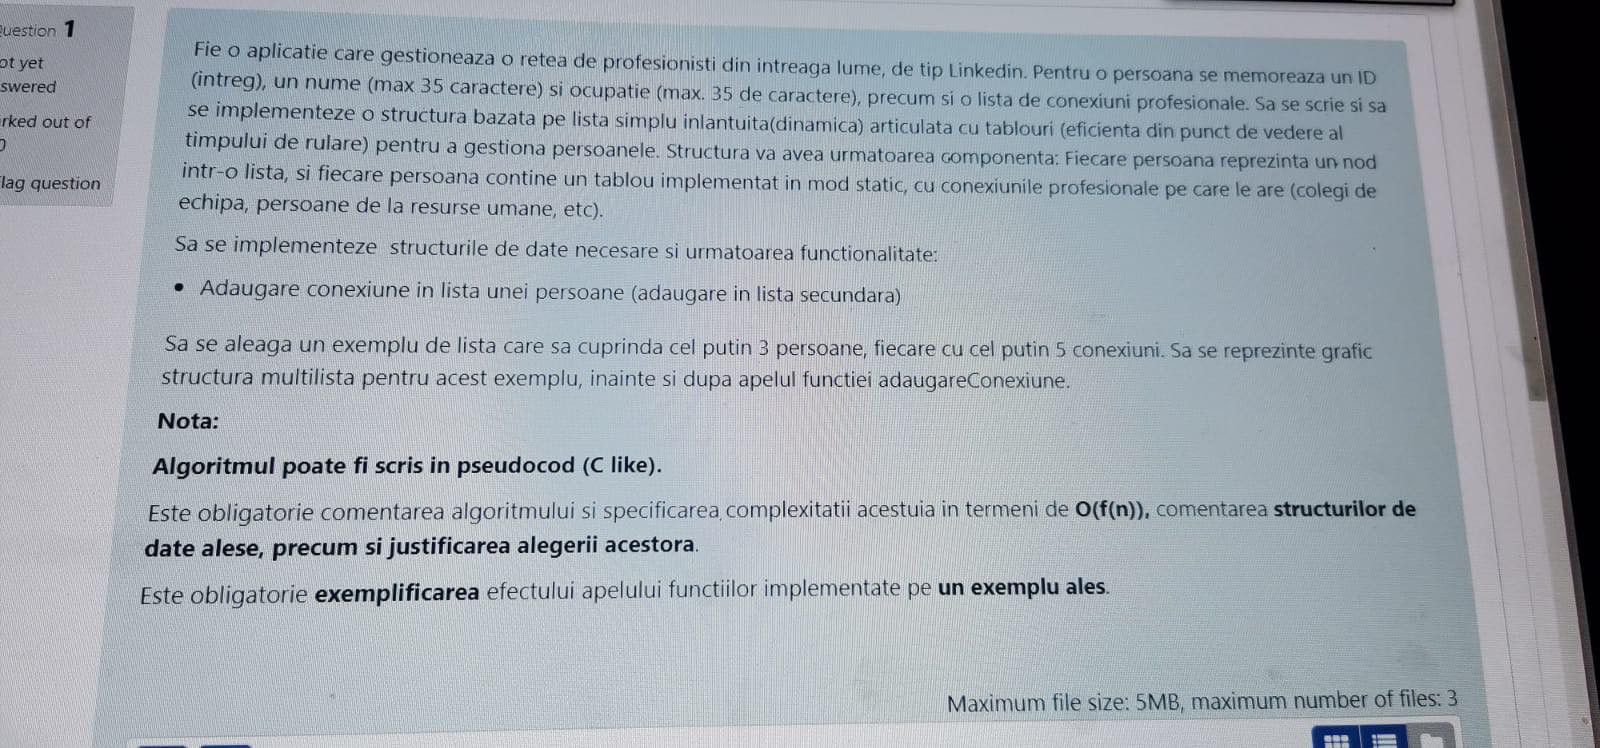 Question 1
ot yet
swered
rked out of
lag question
Fie o aplicatie care gestioneaza o retea de profesionisti din intreaga lume, de tip Linkedin. Pentru o persoana se memoreaza un ID
(intreg), un nume (max 35 caractere) si ocupatie (max. 35 de caractere), precum si o lista de conexiuni profesionale. Sa se scrie si sa
se implementeze o structura bazata pe lista simplu inlantuita(dinamica) articulata cu tablouri (eficienta din punct de vedere al
timpului de rulare) pentru a gestiona persoanele. Structura va avea urmatoarea componenta: Fiecare persoana reprezinta un nod
intr-o lista, si fiecare persoana contine un tablou implementat in mod static, cu conexiunile profesionale pe care le are (colegi de
echipa, persoane de la resurse umane, etc).
Sa se implementeze structurile de date necesare si urmatoarea functionalitate:
• Adaugare conexiune in lista unei persoane (adaugare in lista secundara)
Sa se aleaga un exemplu de lista care sa cuprinda cel putin 3 persoane, fiecare cu cel putin 5 conexiuni. Sa se reprezinte grafic
structura multilista pentru acest exemplu, inainte si dupa apelul functiei adaugareConexiune.
Nota:
Algoritmul poate fi scris in pseudocod (C like).
Este obligatorie comentarea algoritmului si specificarea complexitatii acestuia in termeni de O(f(n)), comentarea structurilor de
date alese, precum si justificarea alegerii acestora.
Este obligatorie exemplificarea efectului apelului functiilor implementate pe un exemplu ales.
Maximum file size: 5MB, maximum number of files: 3